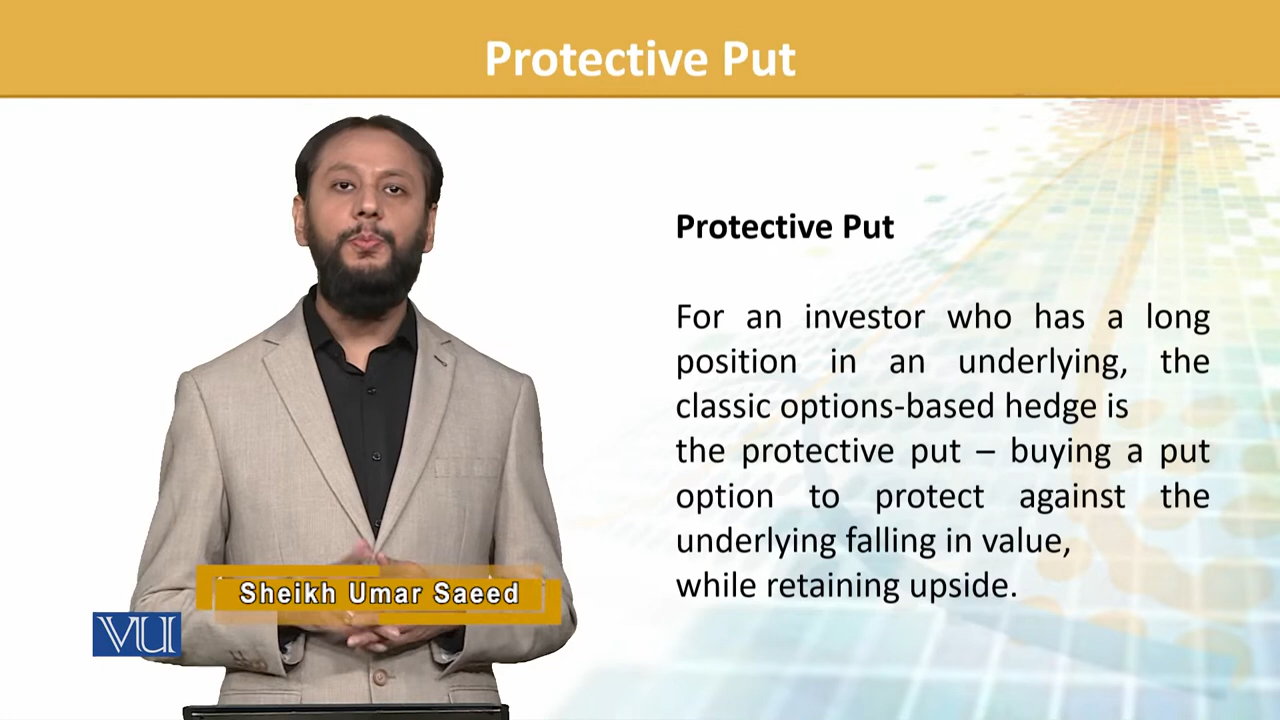 Protective Put
Protective Put
For an investor who has a long
position in an underlying, the
classic options-based hedge is
the protective put – buying a put
option to protect against the
underlying falling in value,
while retaining upside.
Sheikh Umar Saeed
VU